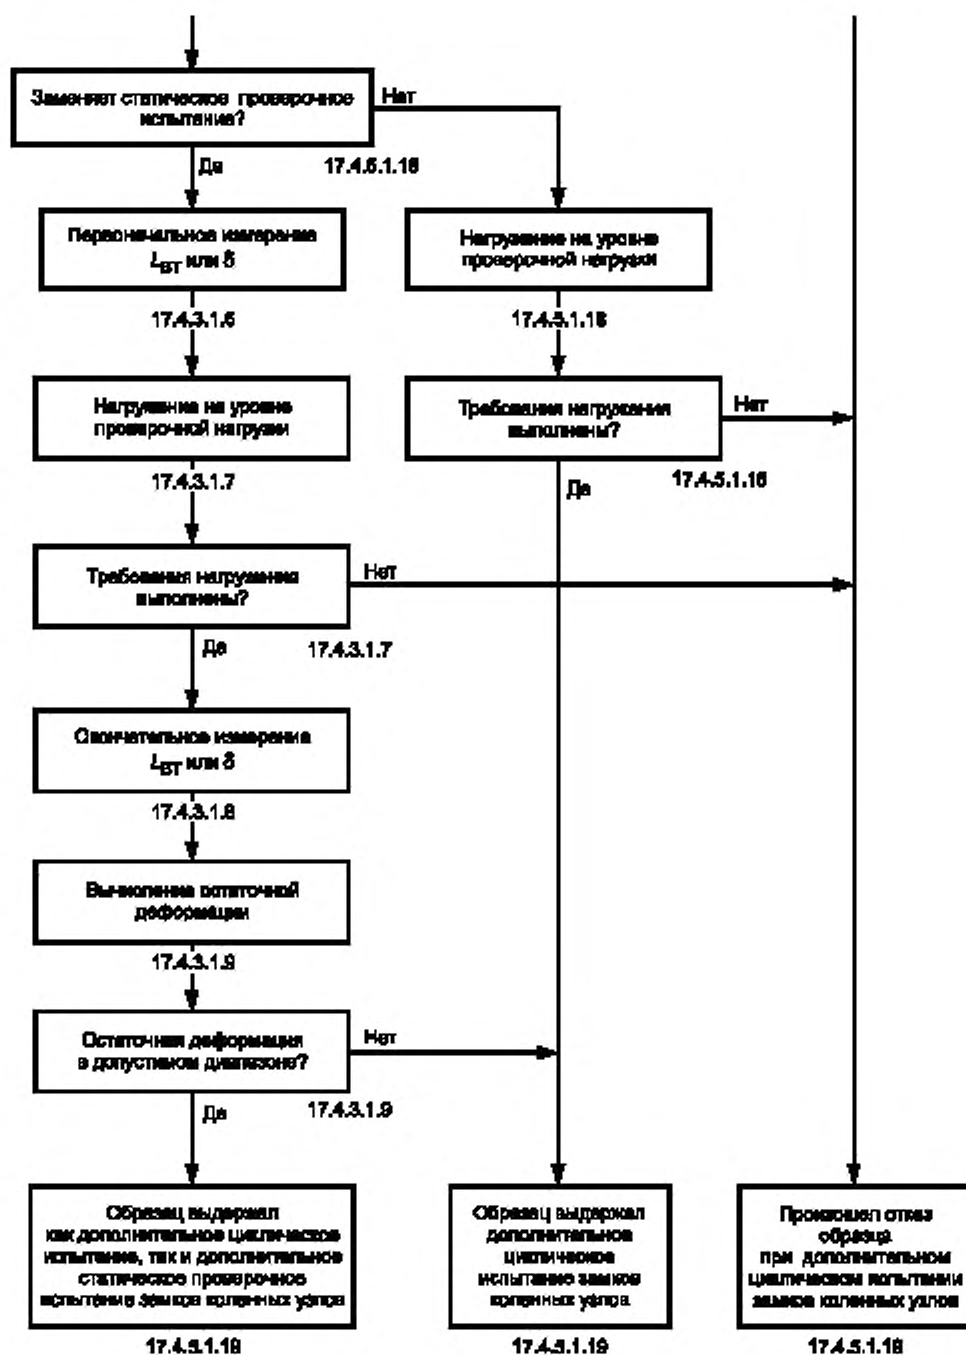 Заменяет статическое проверочное
испытание?
Нет
Да
17.4.5.1.16
Первоначальное измерение
L_BT или δ
Нагружение на уровне
проверочной нагрузки
17.4.3.1.6
17.4.5.1.18
Нагружение на уровне
проверочной нагрузки
Требования нагружения
выполнены?
Нет
17.4.3.1.7
Да
17.4.5.1.16
Требования нагружения
выполнены?
Нет
Да
17.4.3.1.7
Окончательное измерение
L_BT или δ
17.4.3.1.8
Вычисление остаточной
деформации
17.4.3.1.9
Остаточная деформация
в допустимом диапазоне?
Нет
Да
17.4.3.1.9
Образец выдержал
как дополнительное циклическое
испытание, так и дополнительное
статическое проверочное
испытание замков коленных узлов
17.4.5.1.19
Образец выдержал
дополнительное
циклическое
испытание замков
коленных узлов
17.4.5.1.19
Произошел отказ
образца
при дополнительном
циклическом испытании
замков коленных узлов
17.4.5.1.18